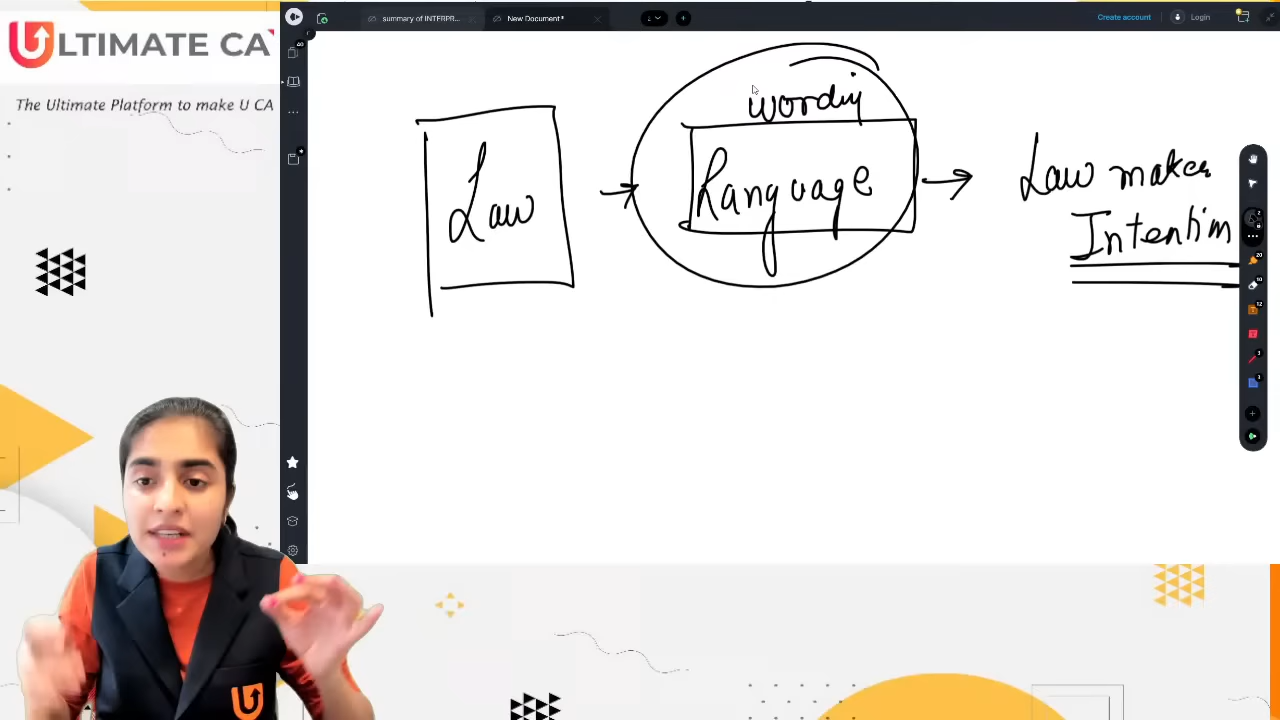 ULTIMATE CA
The Ultimate Platform to make U CA
summary of INTERPR...
New Document*
Create account
Login
wordiy
Law
→
Language
→
Law maker
Intention